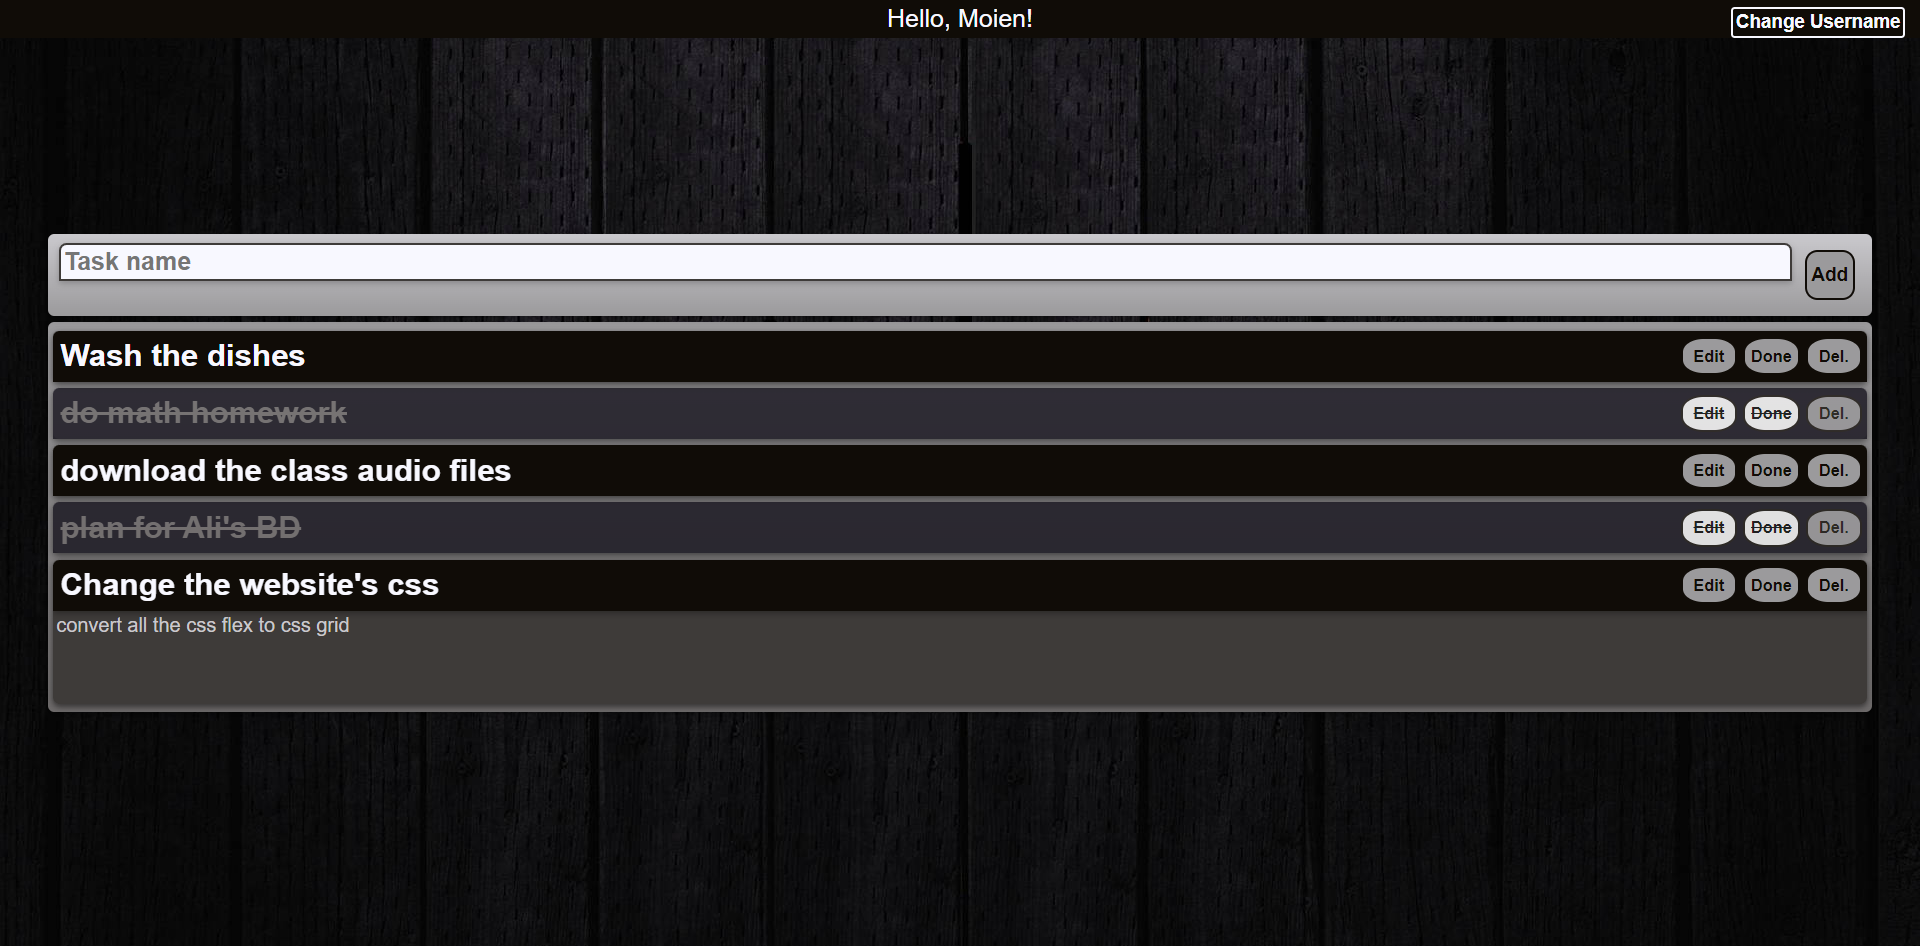 Hello, Moien!
Change Username
Task name
Add
Wash the dishes
Edit Done Del.
do math homework
Edit Done Del.
download the class audio files
Edit Done Del.
plan for Ali's BD
Edit Done Del.
Change the website's css
Edit Done Del.
convert all the css flex to css grid